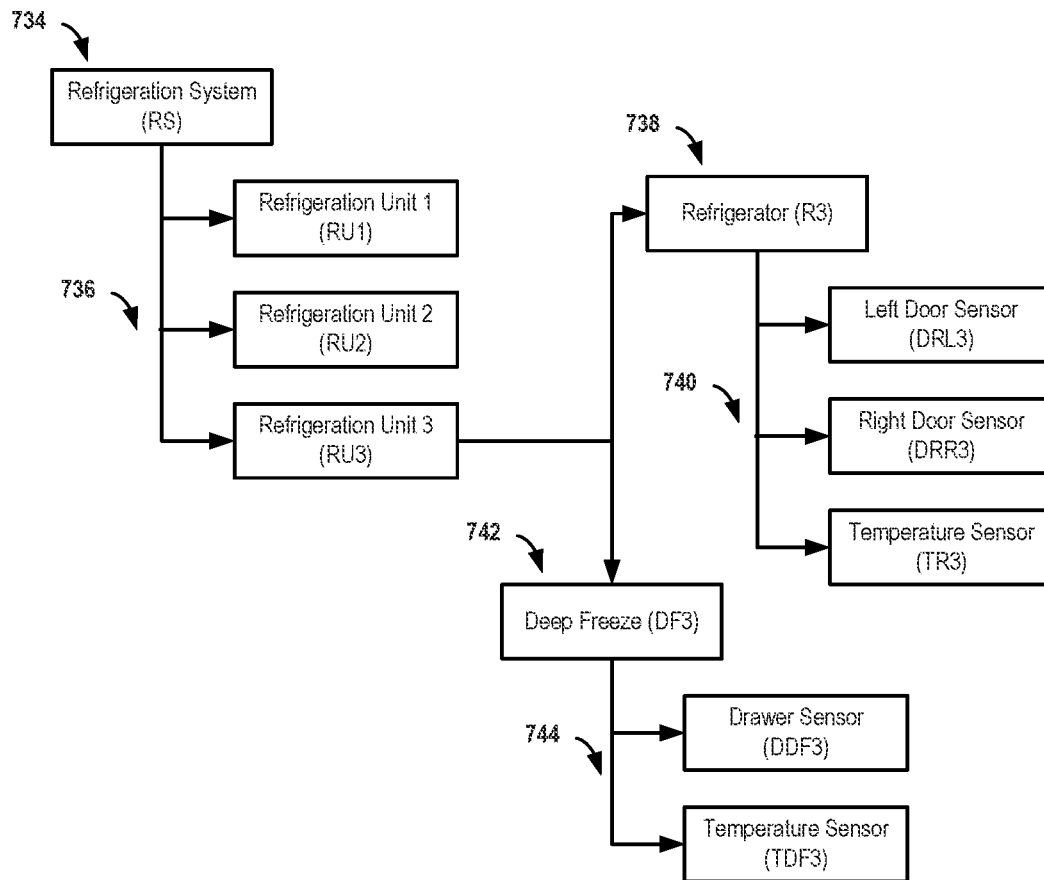 734
Refrigeration System
(RS)
738
Refrigeration Unit 1
(RU1)
Refrigerator (R3)
736
Refrigeration Unit 2
(RU2)
Left Door Sensor
(DRL3)
740
Refrigeration Unit 3
(RU3)
Right Door Sensor
(DRR3)
742
Temperature Sensor
(TR3)
Deep Freeze (DF3)
744
Drawer Sensor
(DDF3)
Temperature Sensor
(TDF3)